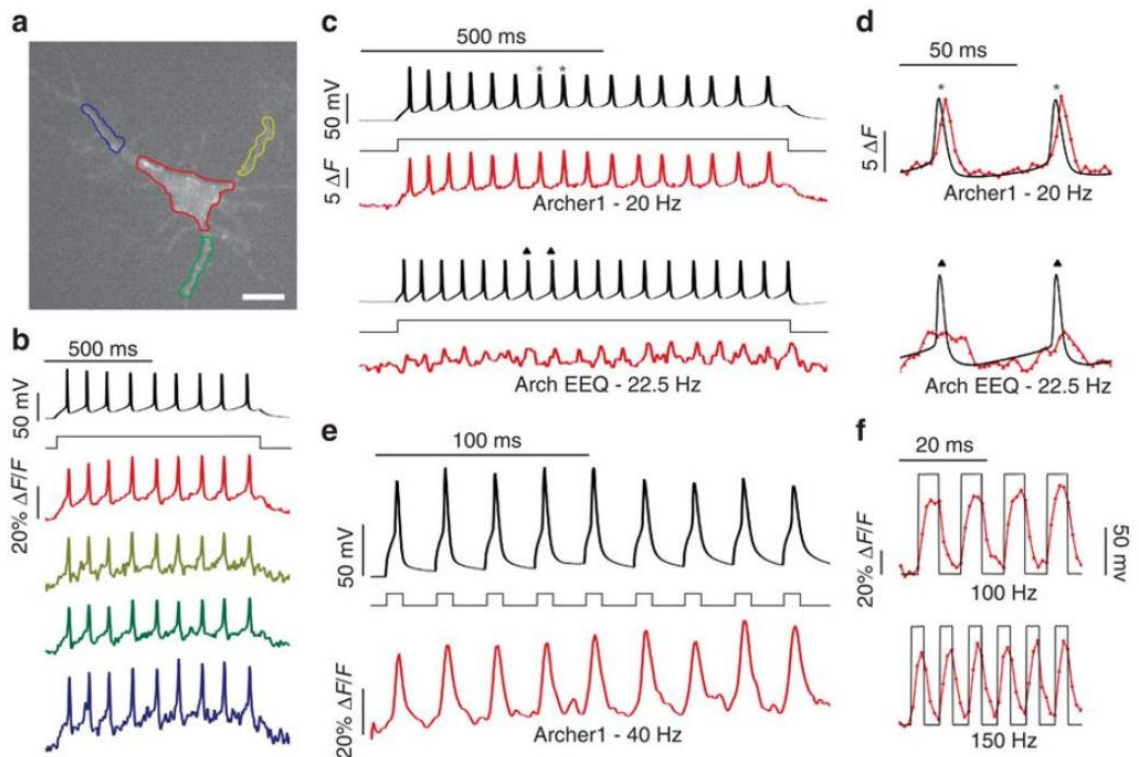 a
b
500 ms
50 mV
20% ΔF/F
c
500 ms
50 mV
* *
5 ΔF
Archer1 - 20 Hz
▲ ▲
Arch EEQ - 22.5 Hz
d
50 ms
* *
5 ΔF
Archer1 - 20 Hz
▲ ▲
Arch EEQ - 22.5 Hz
e
100 ms
50 mV
20% ΔF/F
Archer1 - 40 Hz
f
20 ms
20% ΔF/F
50 mv
100 Hz
150 Hz